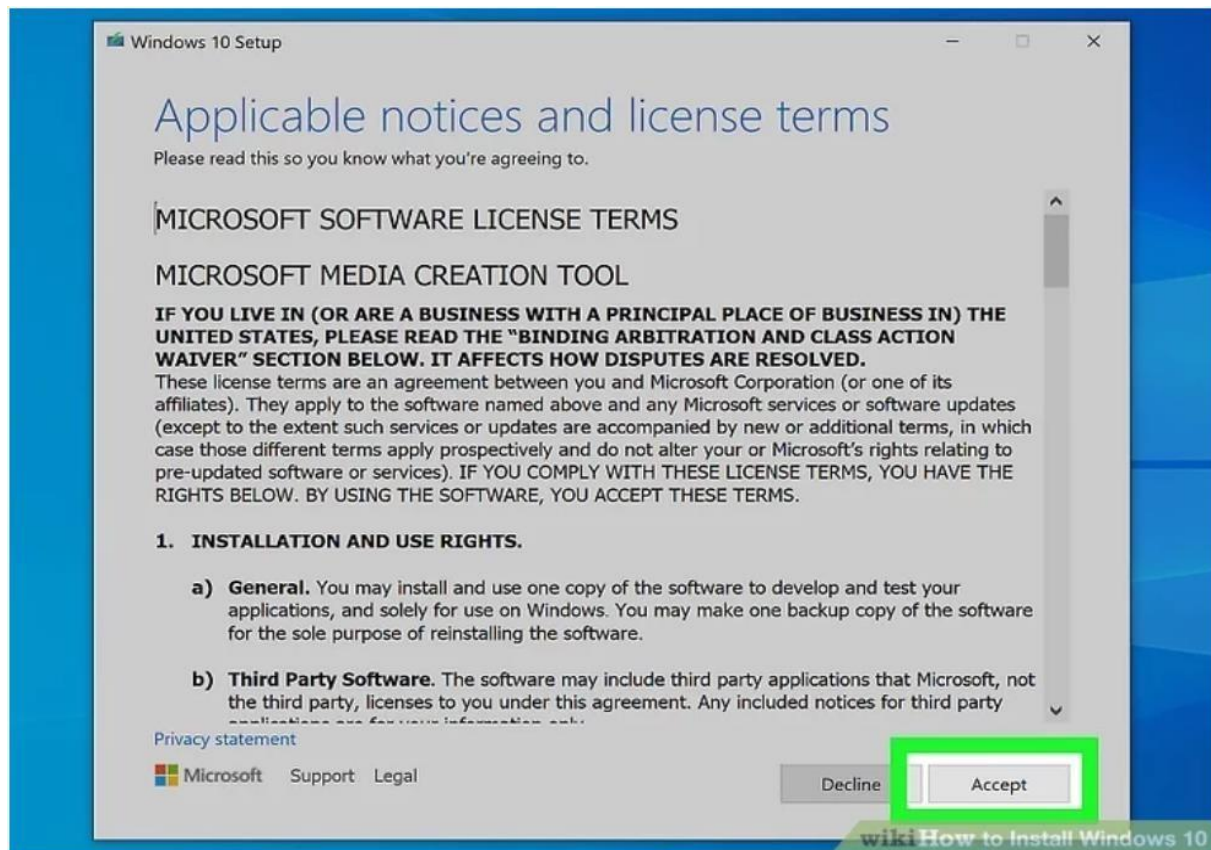 Windows 10 Setup
Applicable notices and license terms
Please read this so you know what you're agreeing to.
MICROSOFT SOFTWARE LICENSE TERMS
MICROSOFT MEDIA CREATION TOOL
IF YOU LIVE IN (OR ARE A BUSINESS WITH A PRINCIPAL PLACE OF BUSINESS IN) THE
UNITED STATES, PLEASE READ THE “BINDING ARBITRATION AND CLASS ACTION
WAIVER” SECTION BELOW. IT AFFECTS HOW DISPUTES ARE RESOLVED.
These license terms are an agreement between you and Microsoft Corporation (or one of its
affiliates). They apply to the software named above and any Microsoft services or software updates
(except to the extent such services or updates are accompanied by new or additional terms, in which
case those different terms apply prospectively and do not alter your or Microsoft’s rights relating to
pre-updated software or services). IF YOU COMPLY WITH THESE LICENSE TERMS, YOU HAVE THE
RIGHTS BELOW. BY USING THE SOFTWARE, YOU ACCEPT THESE TERMS.
1. INSTALLATION AND USE RIGHTS.
a) General. You may install and use one copy of the software to develop and test your
applications, and solely for use on Windows. You may make one backup copy of the software
for the sole purpose of reinstalling the software.
b) Third Party Software. The software may include third party applications that Microsoft, not
the third party, licenses to you under this agreement. Any included notices for third party
applications are for your information only.
Privacy statement
Microsoft Support Legal
Decline Accept
wikiHow to Install Windows 10